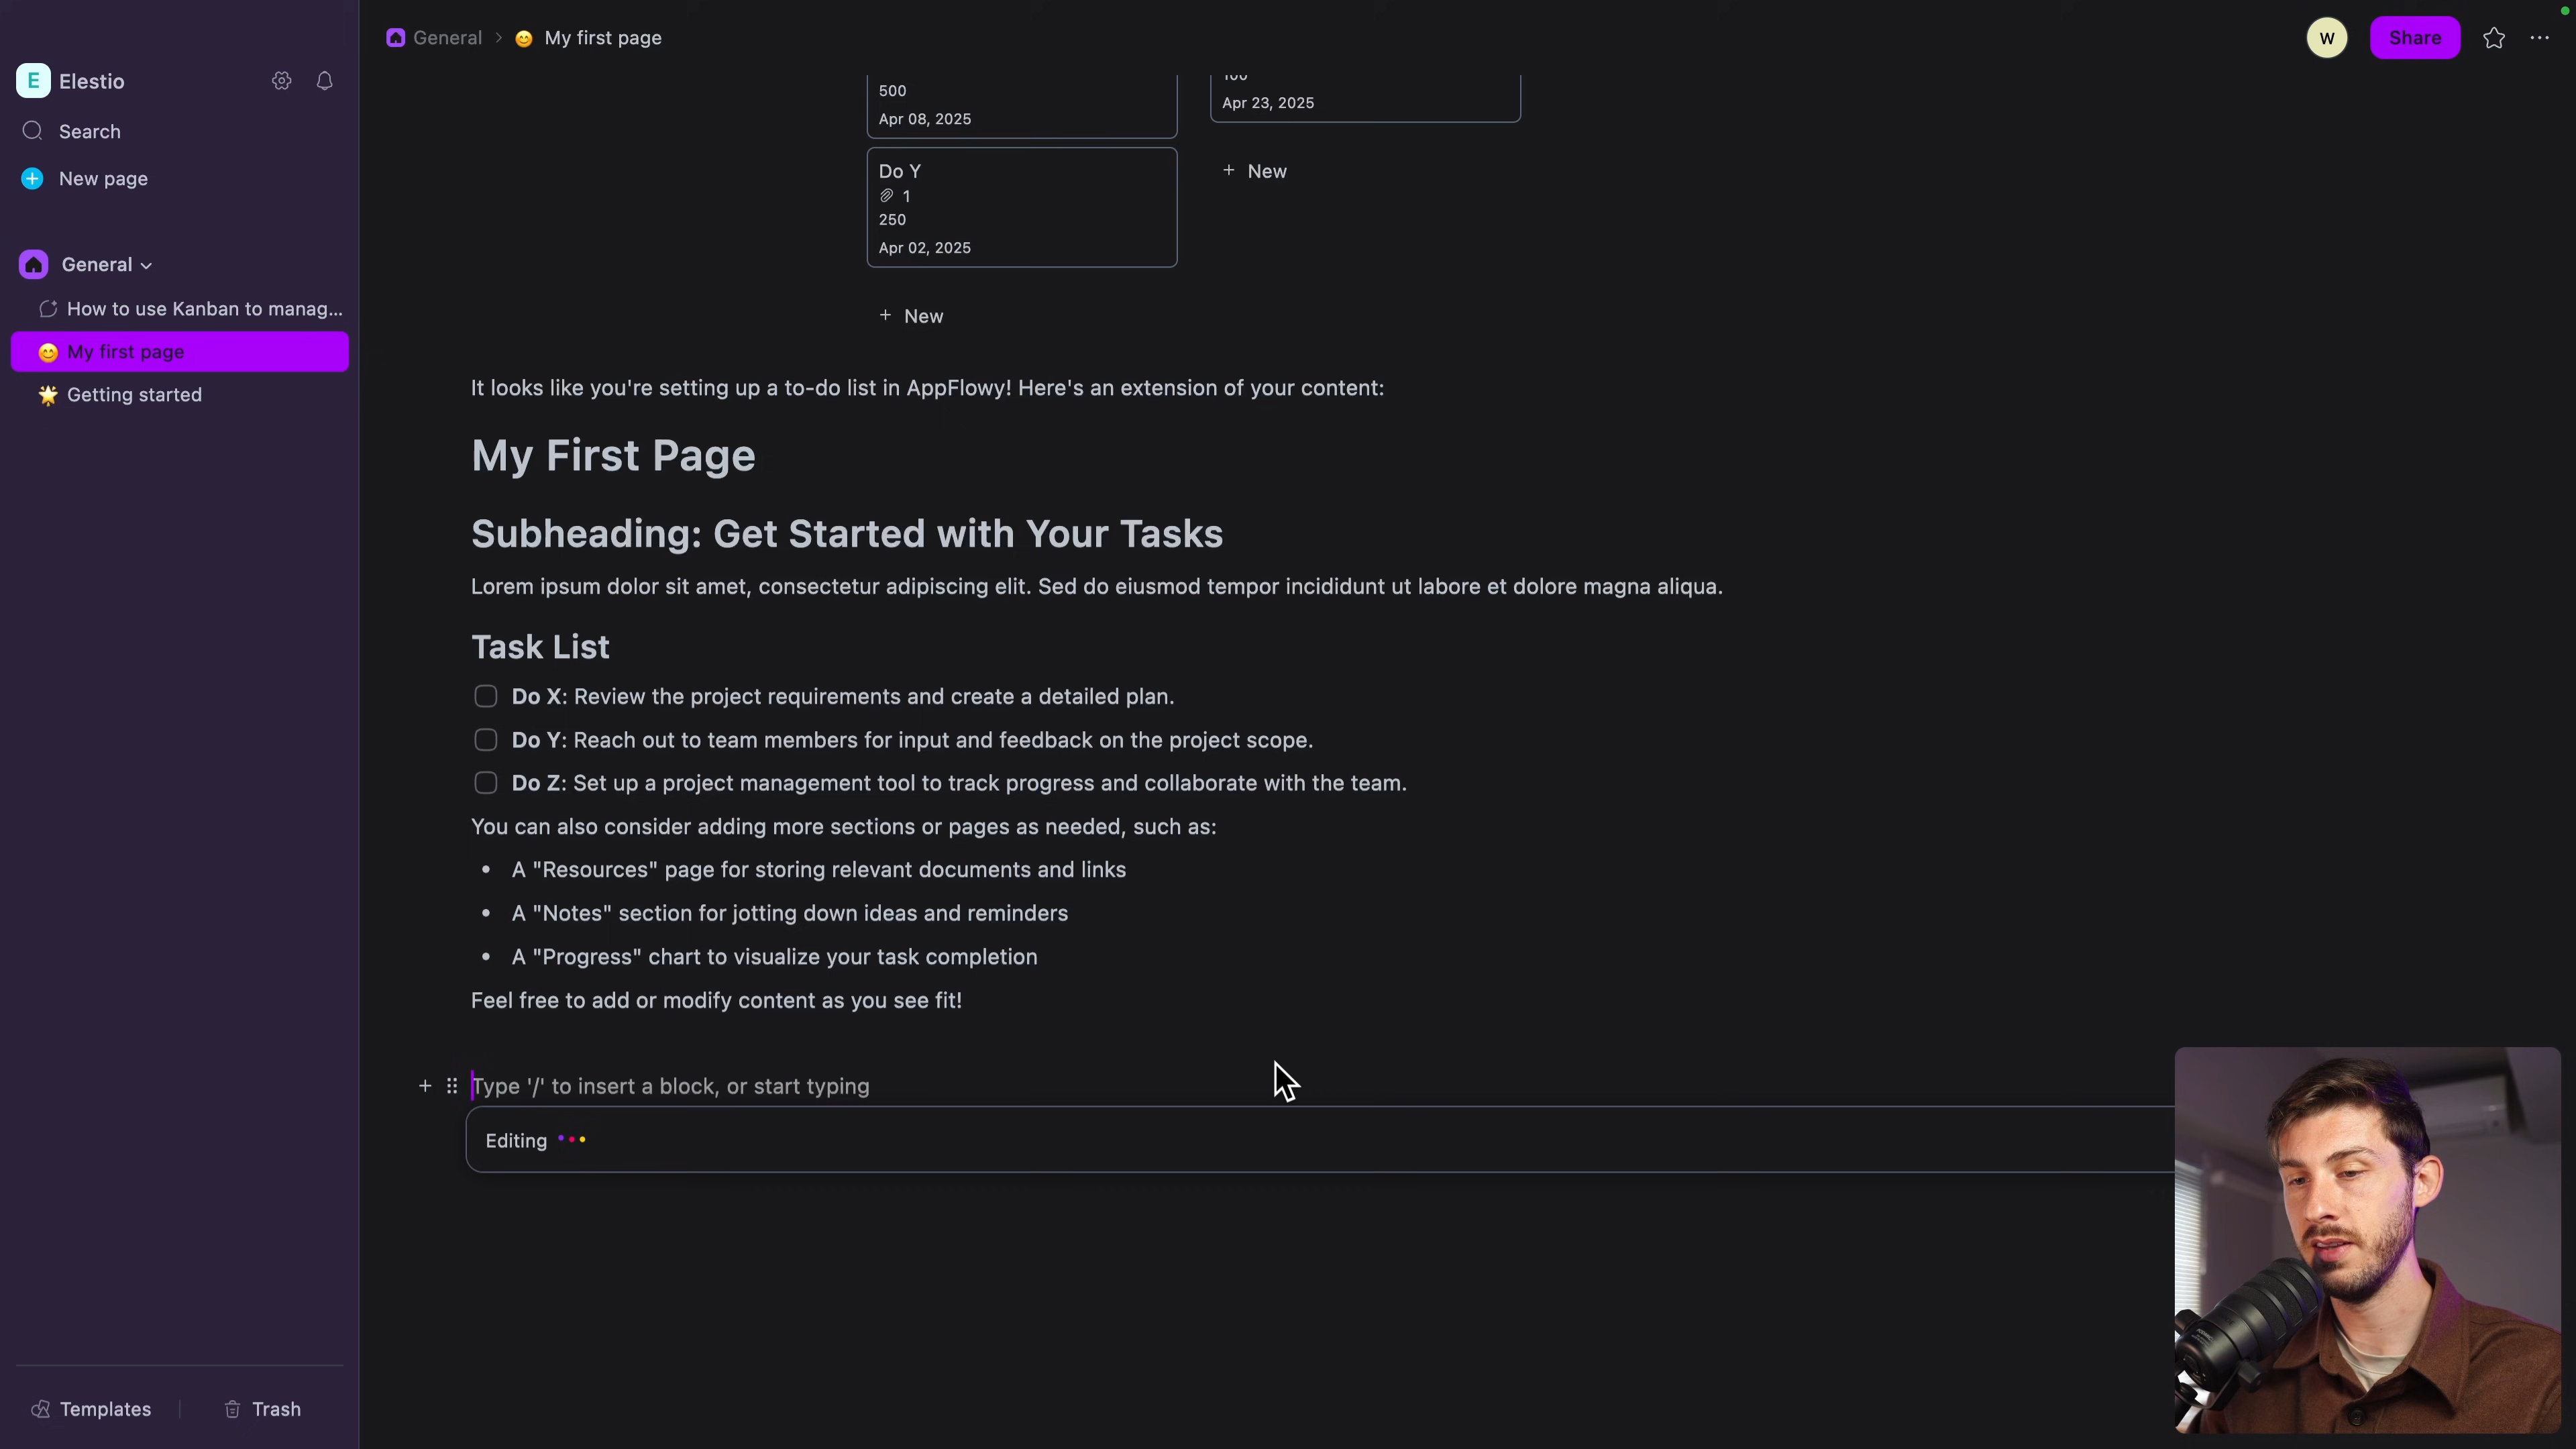 General > 😊 My first page
W
Share
E Elestio
Search
New page
General
How to use Kanban to manag...
😊 My first page
🌟 Getting started
Templates
Trash
500
Apr 08, 2025
Do Y
1
250
Apr 02, 2025
+ New
100
Apr 23, 2025
+ New
It looks like you're setting up a to-do list in AppFlowy! Here's an extension of your content:
My First Page
Subheading: Get Started with Your Tasks
Lorem ipsum dolor sit amet, consectetur adipiscing elit. Sed do eiusmod tempor incididunt ut labore et dolore magna aliqua.
Task List
Do X: Review the project requirements and create a detailed plan.
Do Y: Reach out to team members for input and feedback on the project scope.
Do Z: Set up a project management tool to track progress and collaborate with the team.
You can also consider adding more sections or pages as needed, such as:
• A "Resources" page for storing relevant documents and links
• A "Notes" section for jotting down ideas and reminders
• A "Progress" chart to visualize your task completion
Feel free to add or modify content as you see fit!
Type '/' to insert a block, or start typing
Editing